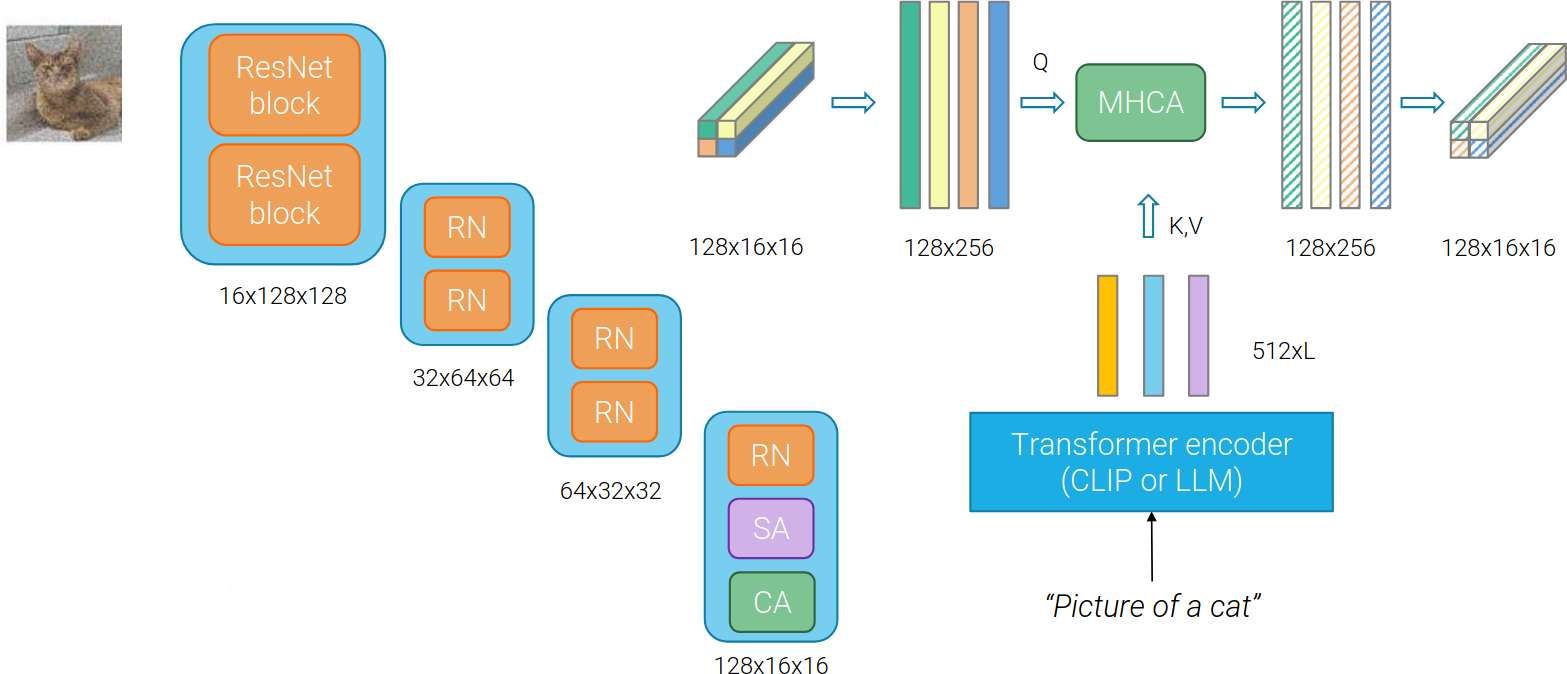 ResNet
block
ResNet
block
16x128x128
RN
RN
32x64x64
RN
RN
64x32x32
RN
SA
CA
128x16x16
128x16x16
128x256
Q
MHCA
K,V
128x256
128x16x16
512xL
Transformer encoder
(CLIP or LLM)
“Picture of a cat”